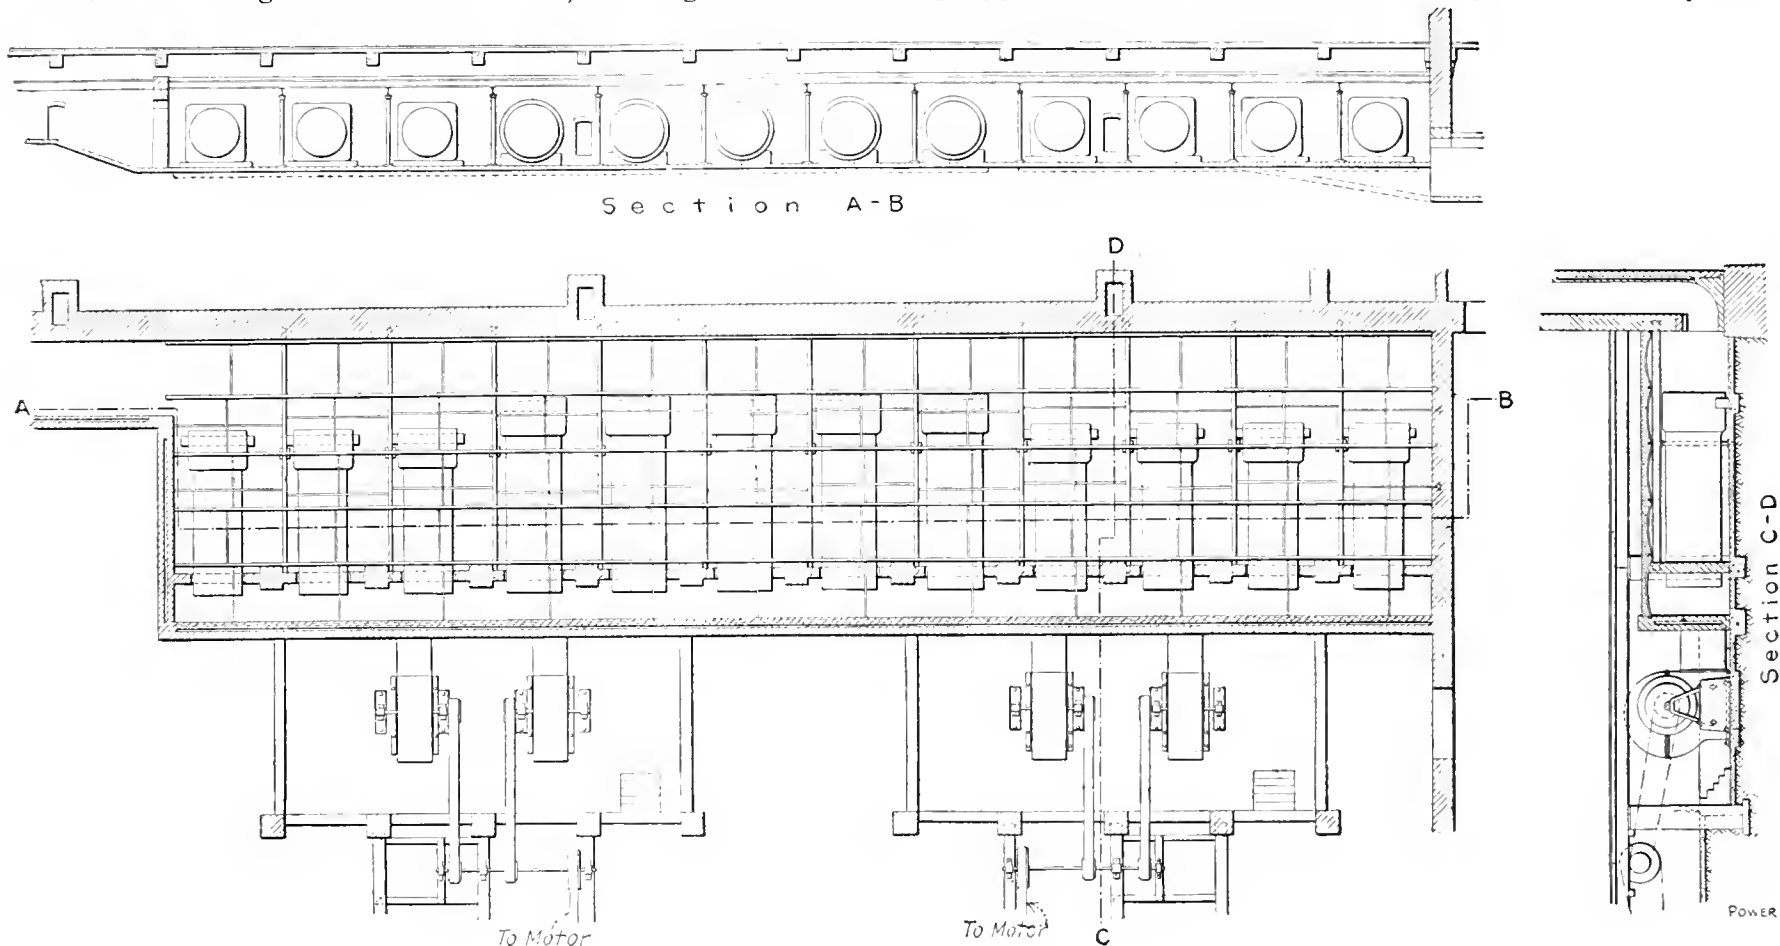 Section A-B
D
A
B
Section C-D
To Motor
To Motor
C
POWER